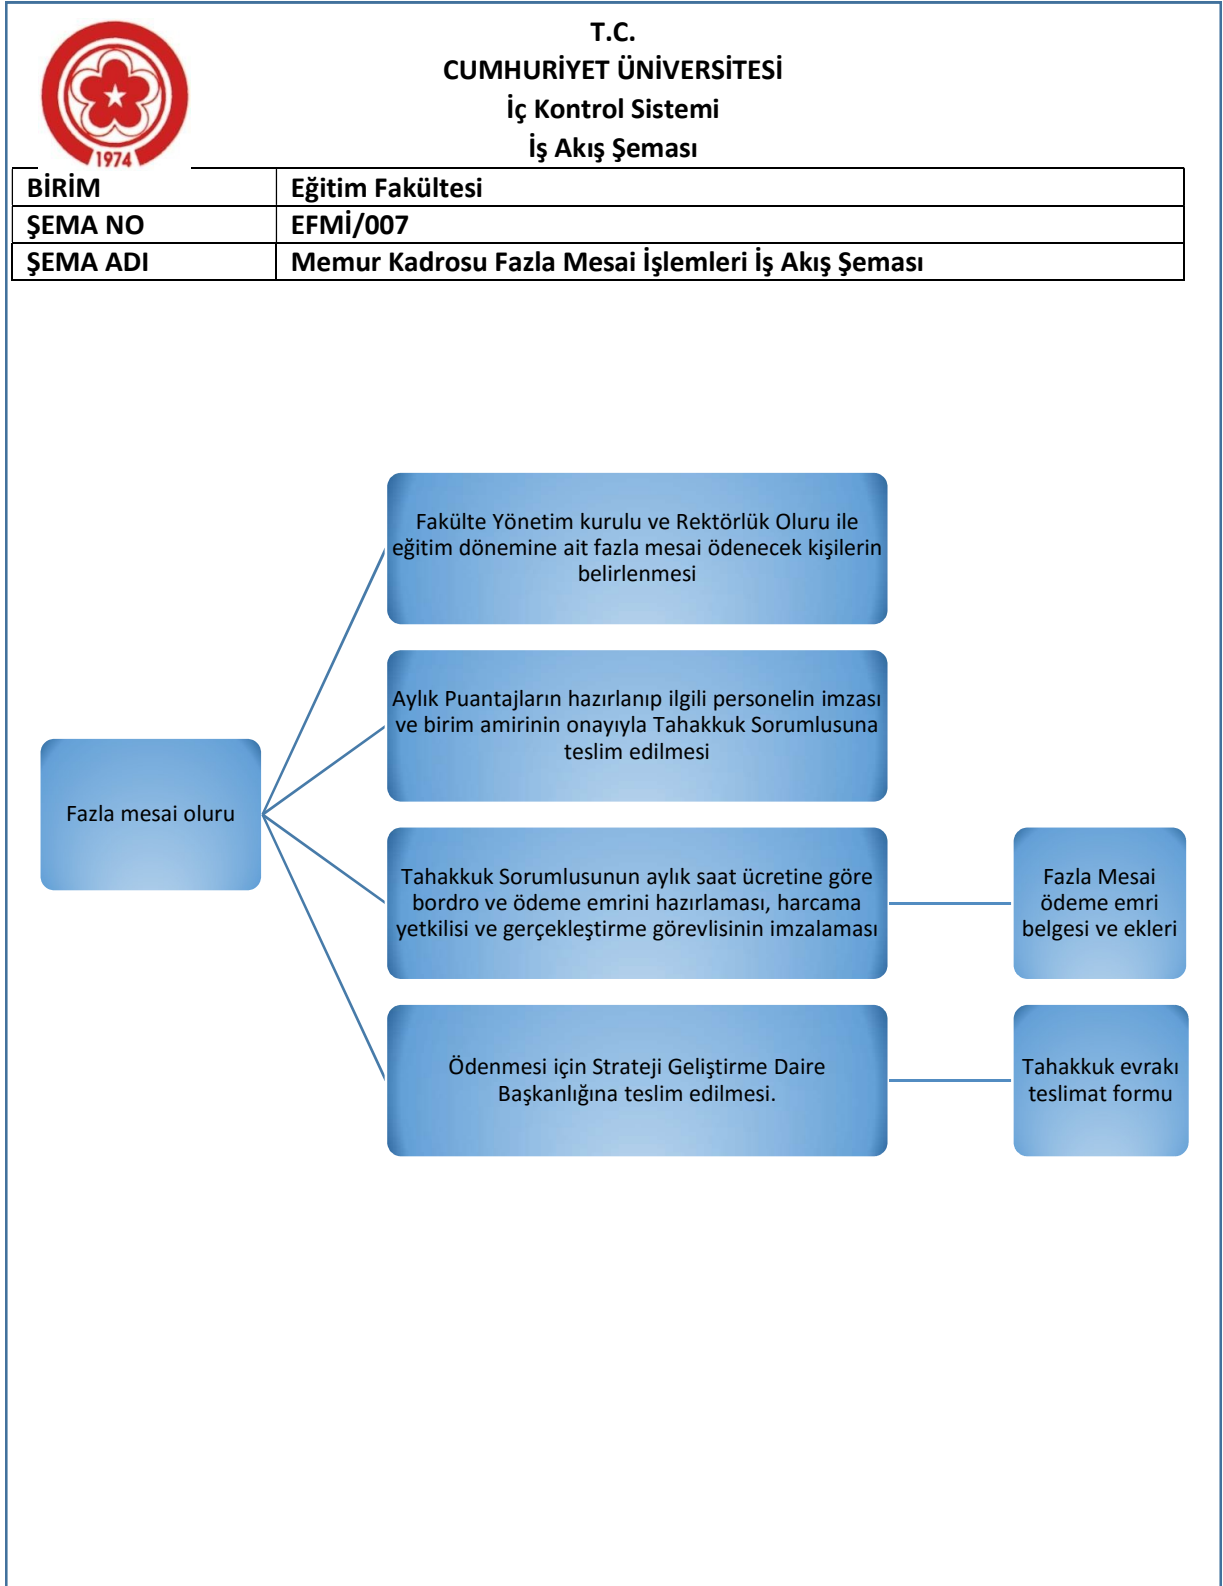 T.C.
CUMHURİYET ÜNİVERSİTESİ
İç Kontrol Sistemi
İş Akış Şeması
1974
BİRİM Eğitim Fakültesi
ŞEMA NO EFMİ/007
ŞEMA ADI Memur Kadrosu Fazla Mesai İşlemleri İş Akış Şeması
Fazla mesai oluru
Fakülte Yönetim kurulu ve Rektörlük Oluru ile
eğitim dönemine ait fazla mesai ödenecek kişilerin
belirlenmesi
Aylık Puantajların hazırlanıp ilgili personelin imzası
ve birim amirinin onayıyla Tahakkuk Sorumlusuna
teslim edilmesi
Tahakkuk Sorumlusunun aylık saat ücretine göre
bordro ve ödeme emrini hazırlaması, harcama
yetkilisi ve gerçekleştirme görevlisinin imzalaması
Fazla Mesai
ödeme emri
belgesi ve ekleri
Ödenmesi için Strateji Geliştirme Daire
Başkanlığına teslim edilmesi.
Tahakkuk evrakı
teslimat formu